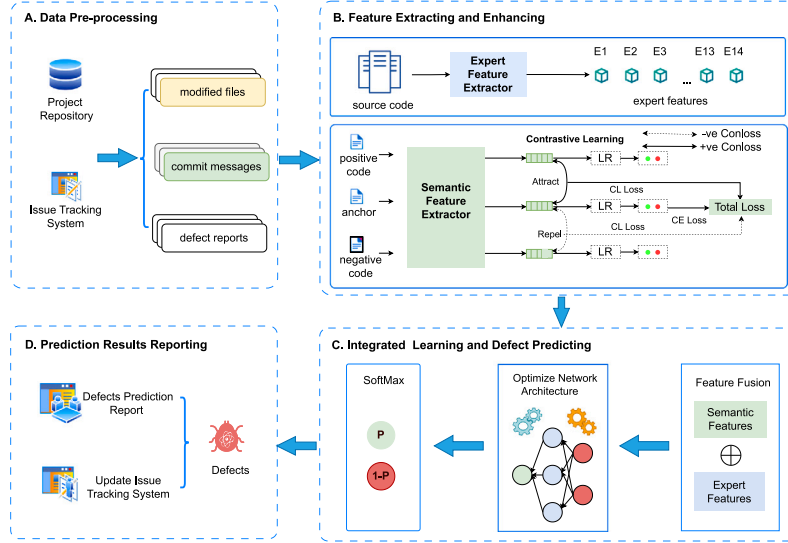 A. Data Pre-processing
Project
Repository
Issue Tracking
System
modified files
commit messages
defect reports
B. Feature Extracting and Enhancing
source code
Expert
Feature
Extractor
E1 E2 E3 E13 E14
...
expert features
positive
code
anchor
negative
code
Semantic
Feature
Extractor
Contrastive Learning
-ve Conloss
+ve Conloss
LR
Attract
CL Loss
LR
CE Loss
Total Loss
Repel
CL Loss
LR
C. Integrated Learning and Defect Predicting
SoftMax
P
1-P
Optimize Network
Architecture
Feature Fusion
Semantic
Features
Expert
Features
D. Prediction Results Reporting
Defects Prediction
Report
Update Issue
Tracking System
Defects